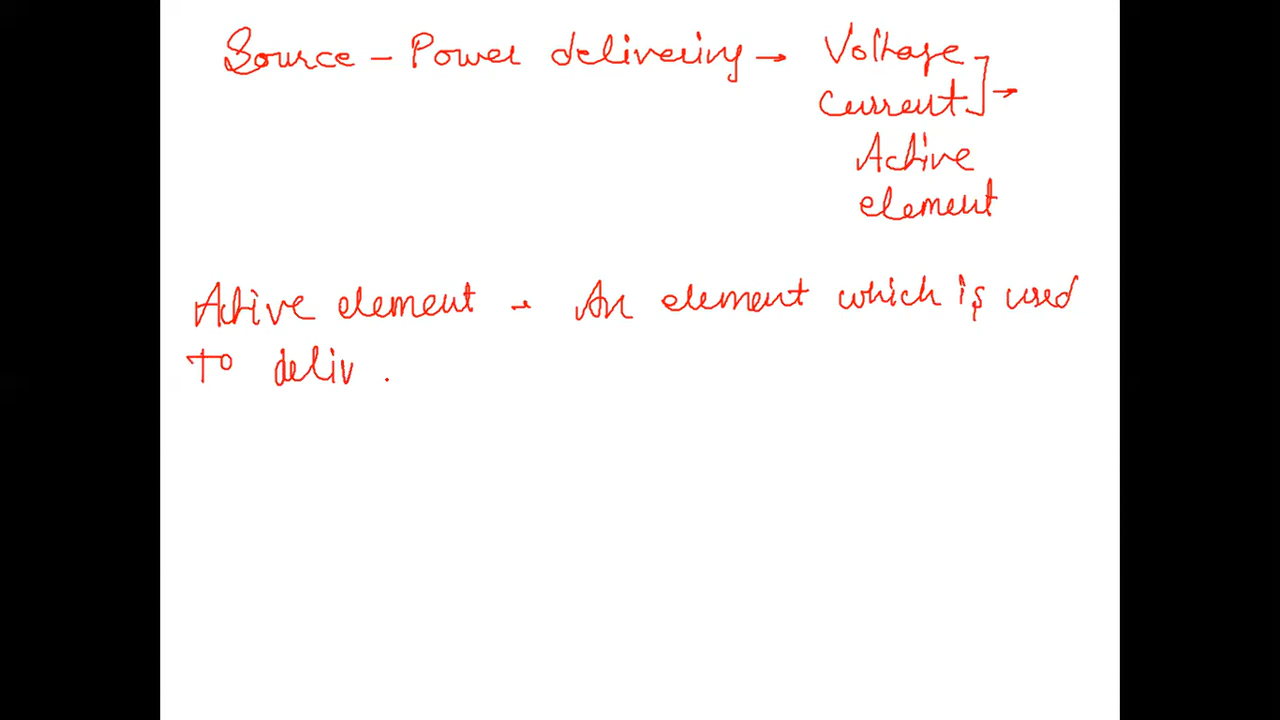 Source - Power delivering → Voltage
Current →
Active
element
Active element - An element which is used
to deliv